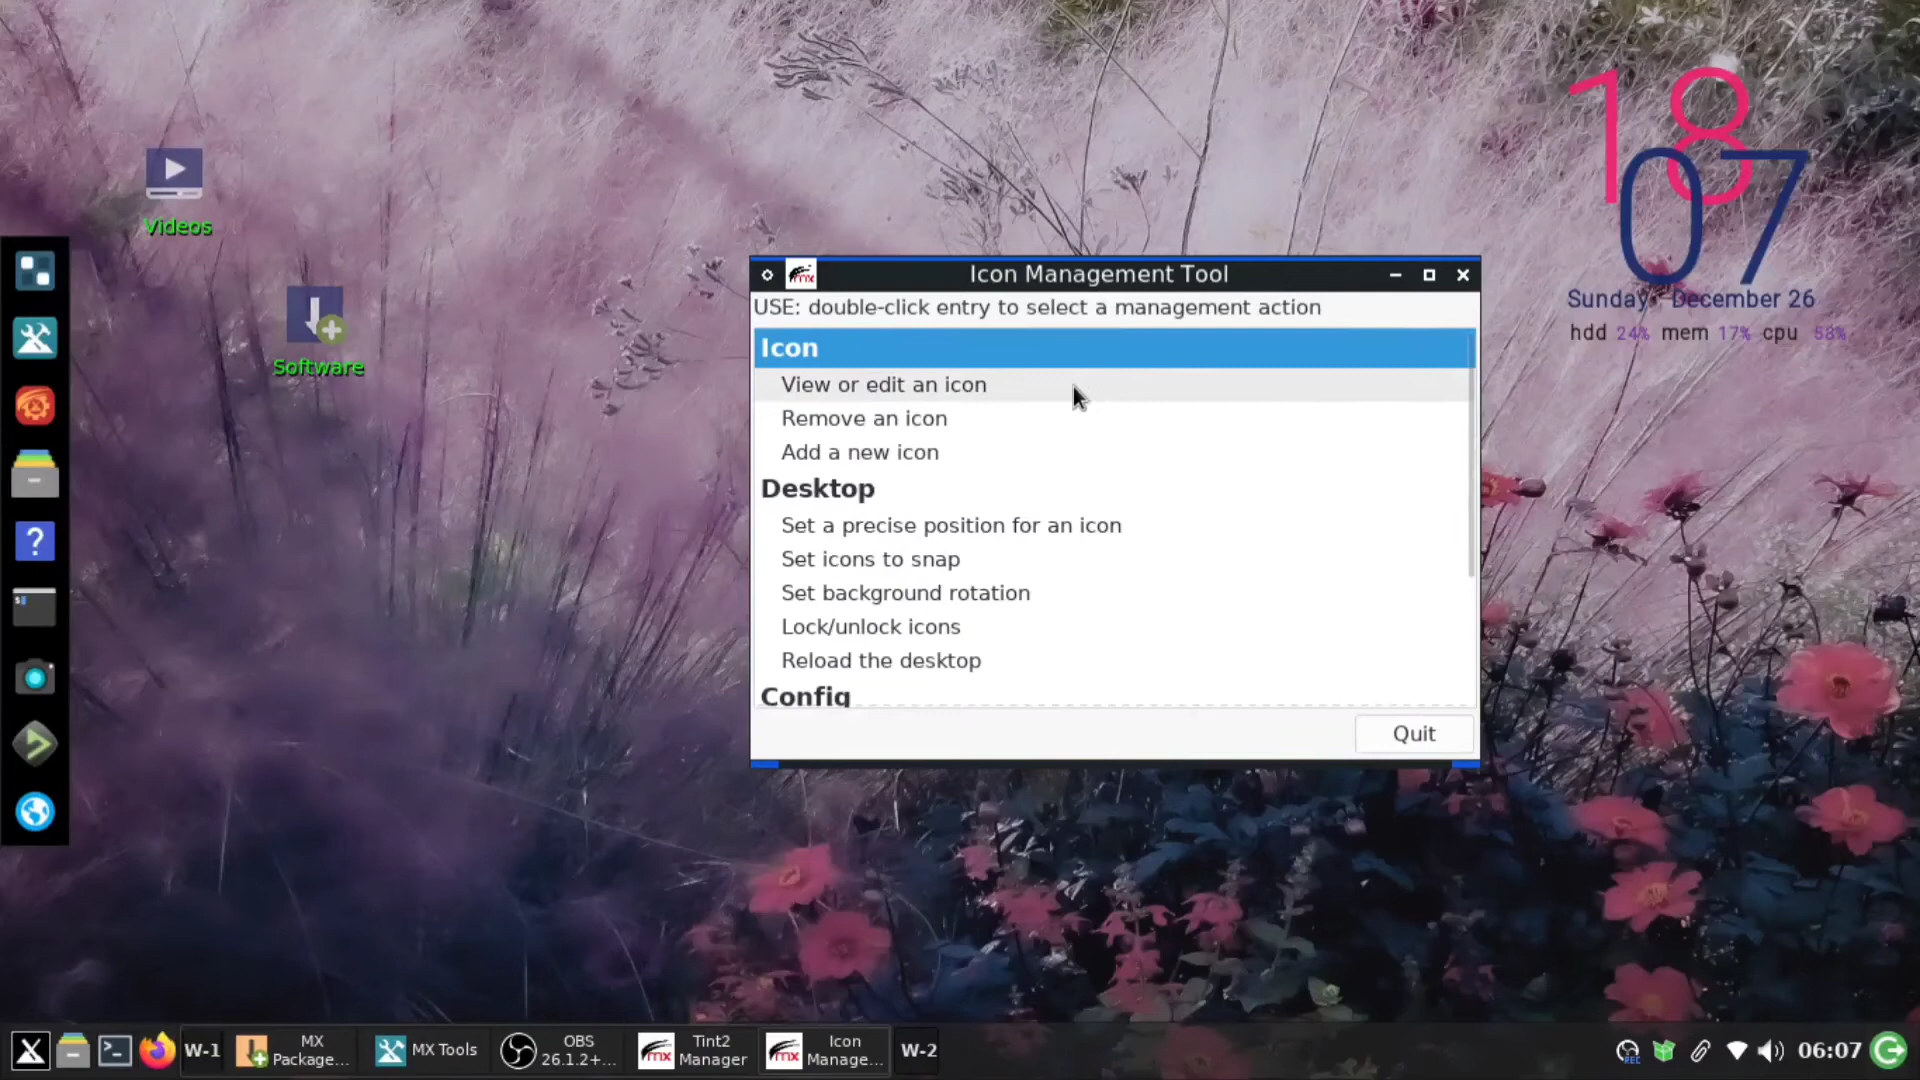 18
07
Sunday, December 26
hdd 24% mem 17% cpu 58%
Videos
Software
Icon Management Tool
USE: double-click entry to select a management action
Icon
View or edit an icon
Remove an icon
Add a new icon
Desktop
Set a precise position for an icon
Set icons to snap
Set background rotation
Lock/unlock icons
Reload the desktop
Config
Quit
W-1
MX
Package...
MX Tools
OBS
26.1.2+...
Tint2
Manager
Icon
Manage...
W-2
REC
06:07